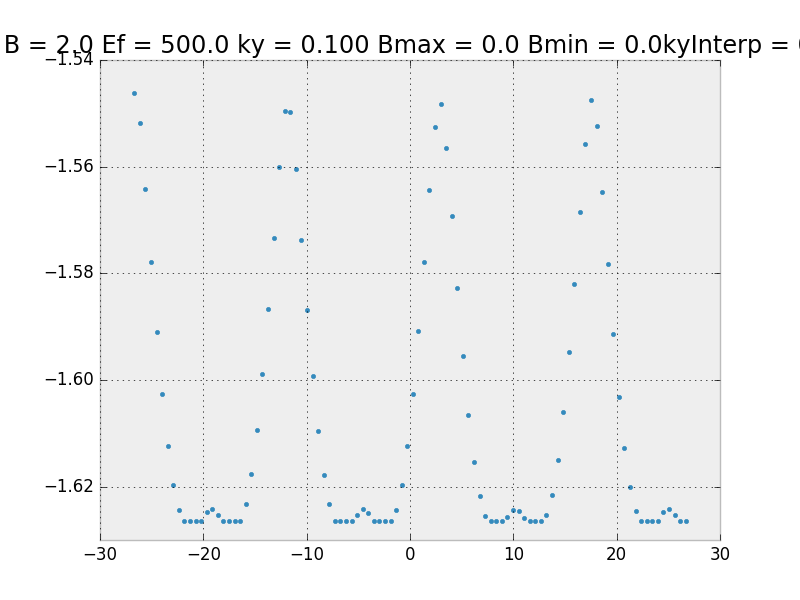 B = 2.0 Ef = 500.0 ky = 0.100 Bmax = 0.0 Bmin = 0.0kyInterp =
−1.54
−1.56
−1.58
−1.60
−1.62
−30 −20 −10 0 10 20 30